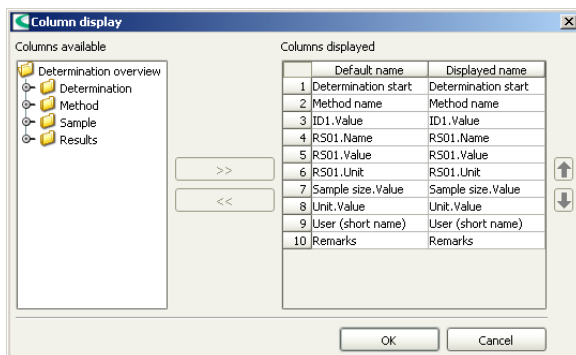 Column display
Columns available
Determination overview
Determination
Method
Sample
Results
>>
<<
Columns displayed
Default name Displayed name
1 Determination start Determination start
2 Method name Method name
3 ID1.Value ID1.Value
4 RS01.Name RS01.Name
5 RS01.Value RS01.Value
6 RS01.Unit RS01.Unit
7 Sample size.Value Sample size.Value
8 Unit.Value Unit.Value
9 User (short name) User (short name)
10 Remarks Remarks
OK Cancel